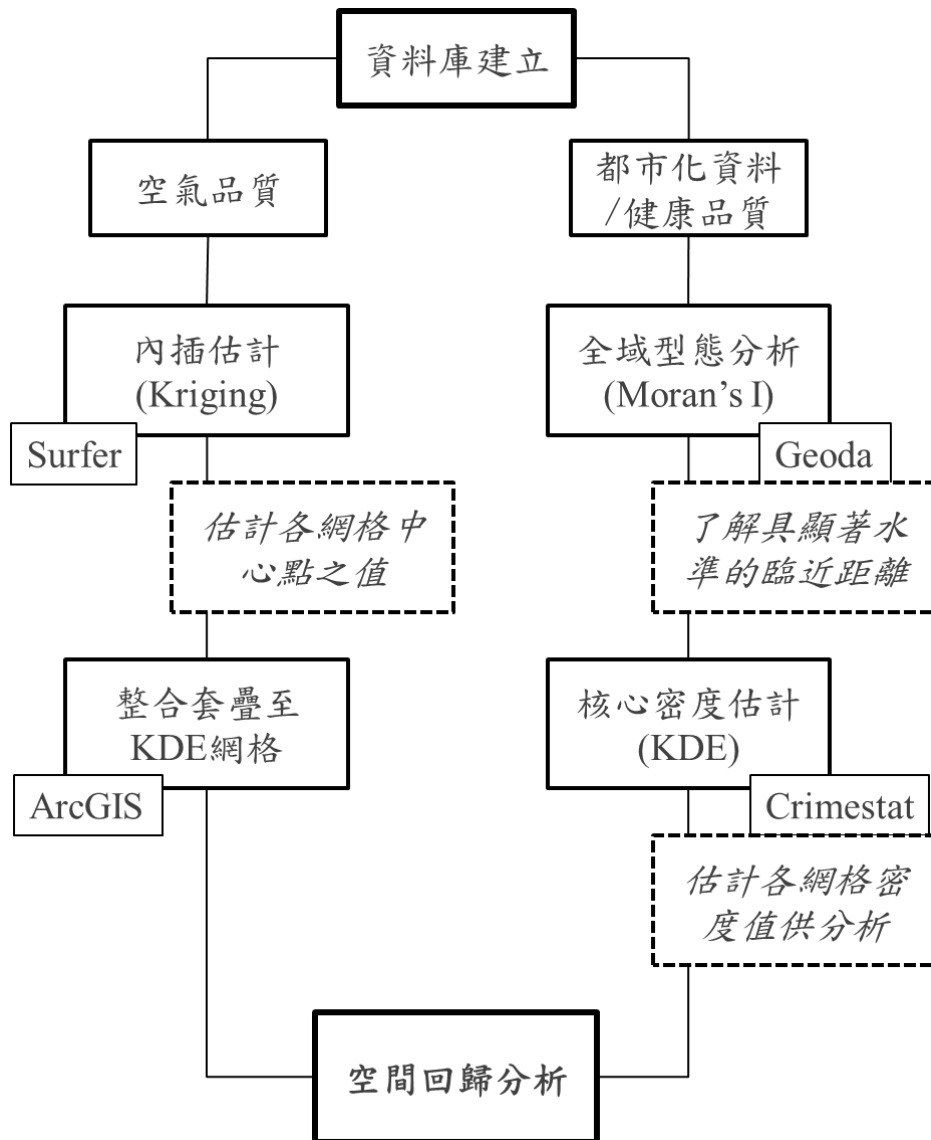 資料庫建立
空氣品質
都市化資料
/健康品質
內插估計
(Kriging)
Surfer
全域型態分析
(Moran’s I)
Geoda
估計各網格中
心點之值
了解具顯著水
準的臨近距離
整合套疊至
KDE網格
ArcGIS
核心密度估計
(KDE)
Crimestat
估計各網格密
度值供分析
空間回歸分析